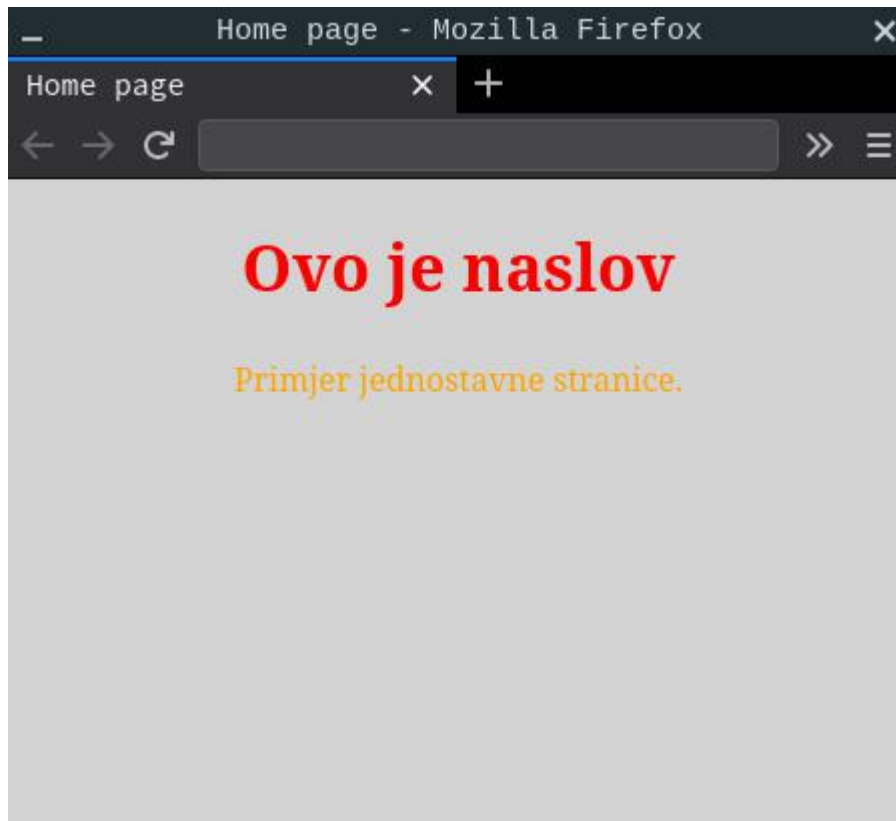 Home page - Mozilla Firefox
Home page
Ovo je naslov
Primjer jednostavne stranice.